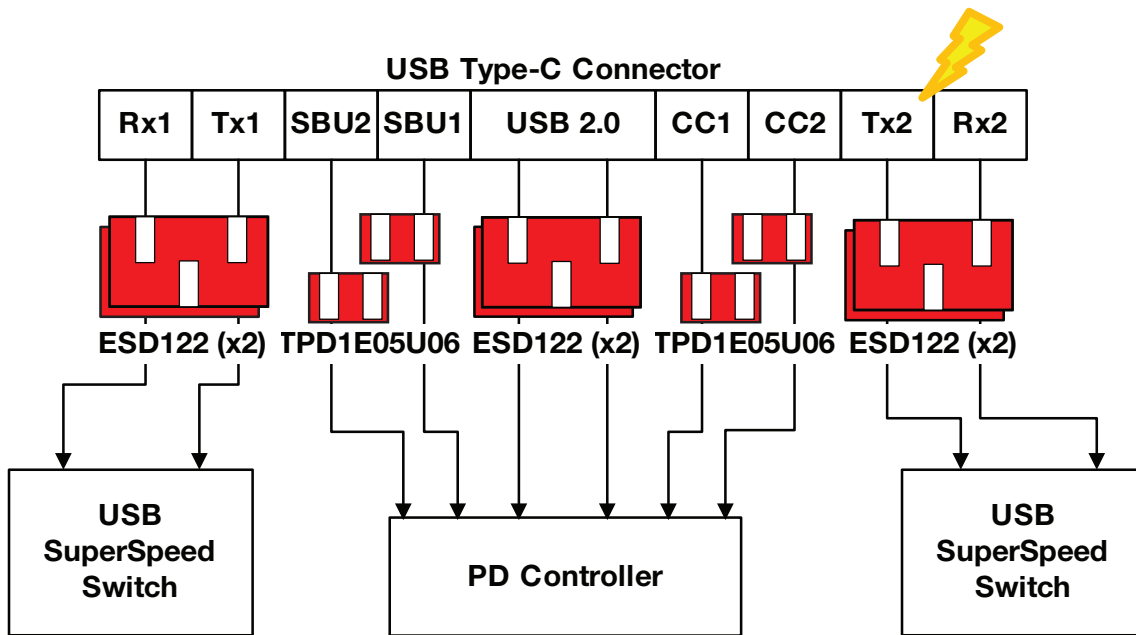 USB Type-C Connector
Rx1 Tx1 SBU2 SBU1 USB 2.0 CC1 CC2 Tx2 Rx2
ESD122 (x2) TPD1E05U06 ESD122 (x2) TPD1E05U06 ESD122 (x2)
USB
SuperSpeed
Switch
PD Controller
USB
SuperSpeed
Switch